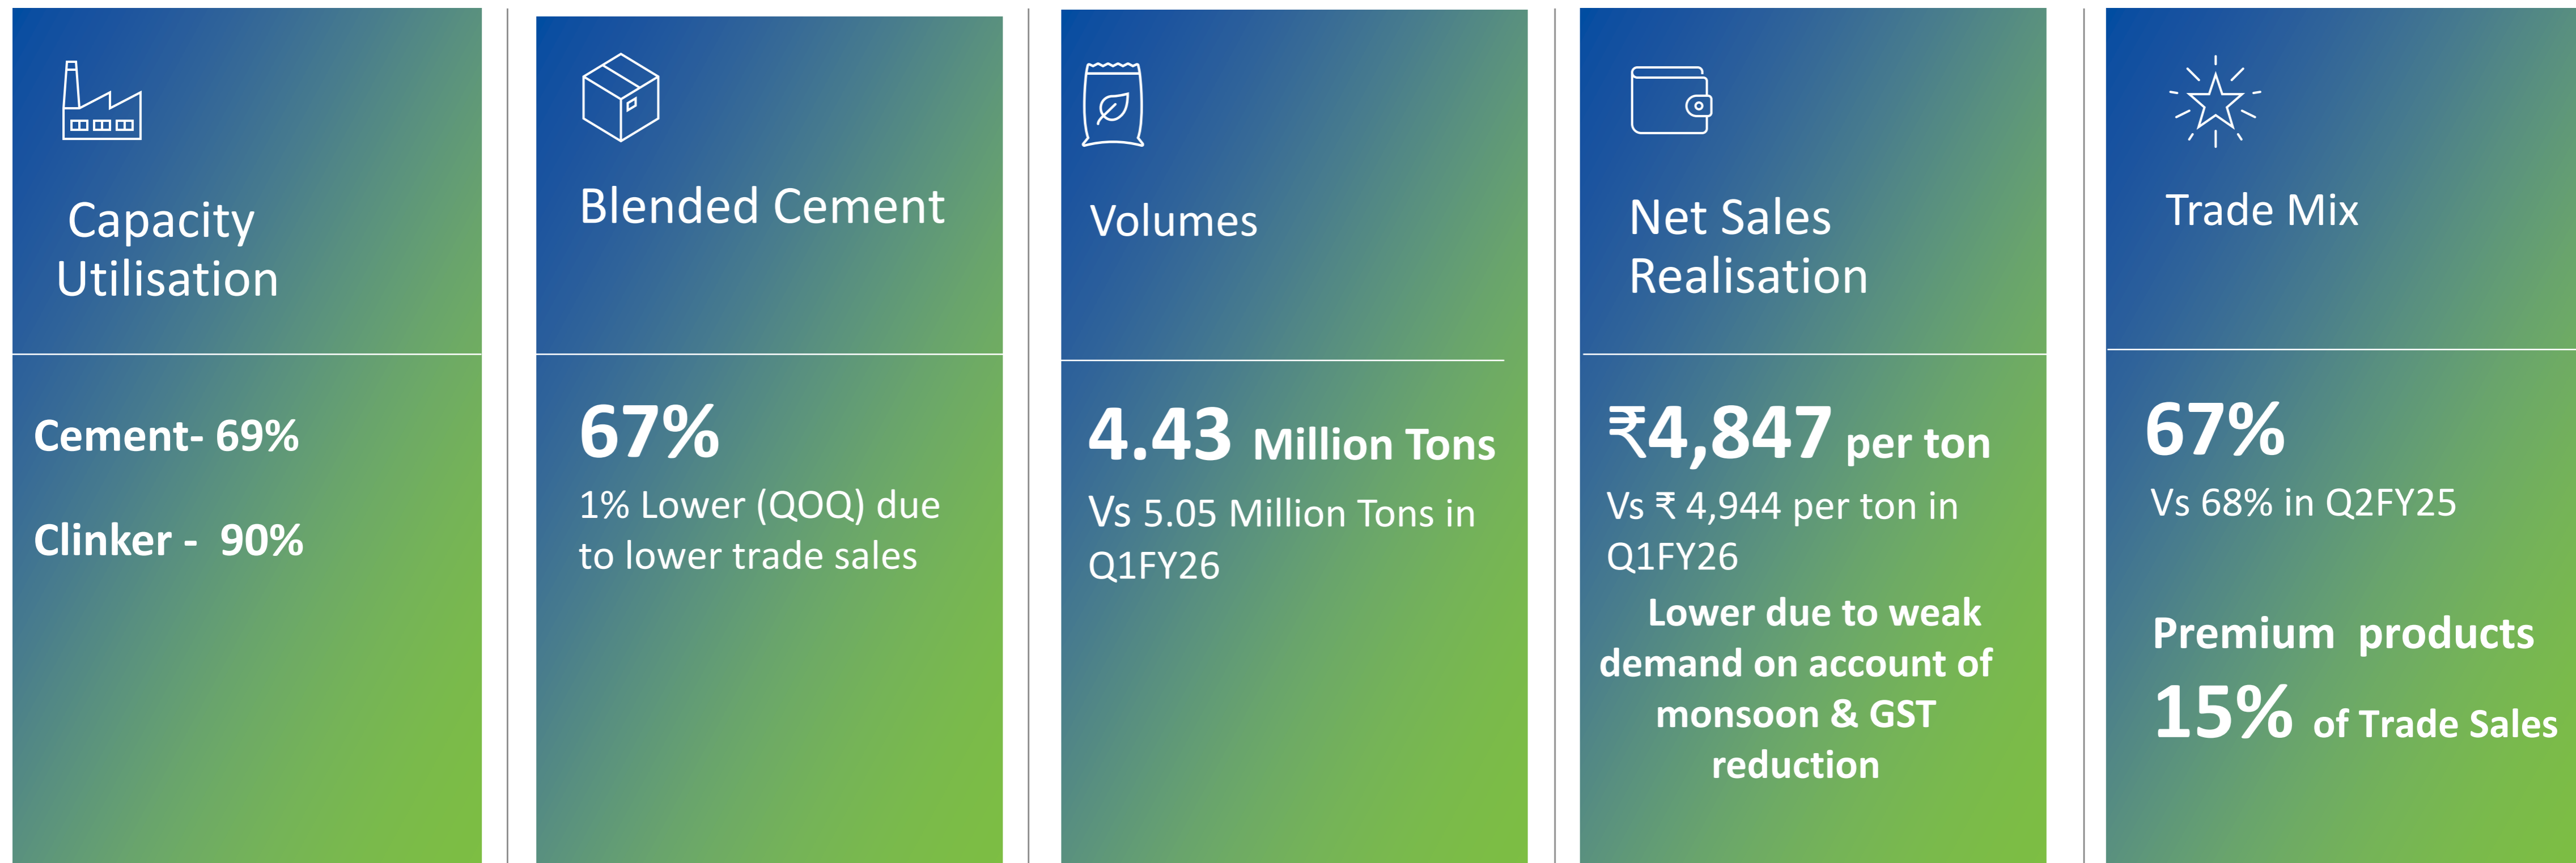 Capacity
Utilisation
Cement- 69%
Clinker -  90%
Blended Cement
67%
1% Lower (QOQ) due
to lower trade sales
Volumes
4.43 Million Tons
Vs 5.05 Million Tons in
Q1FY26
Net Sales
Realisation
₹4,847 per ton
Vs ₹ 4,944 per ton in
Q1FY26
Lower due to weak
demand on account of
monsoon & GST
reduction
Trade Mix
67%
Vs 68% in Q2FY25
Premium  products
15% of Trade Sales